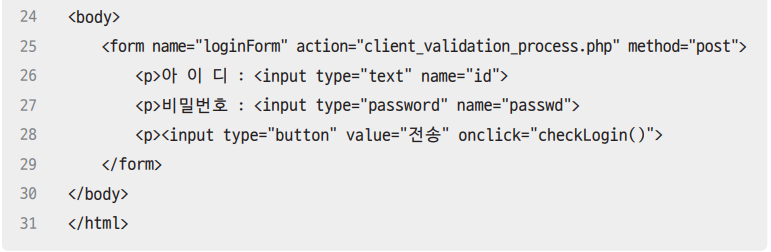 24 <body>
25 <form name="loginForm" action="client_validation_process.php" method="post">
26 <p>아 이 디 : <input type="text" name="id">
27 <p>비밀번호 : <input type="password" name="passwd">
28 <p><input type="button" value="전송" onclick="checkLogin()">
29 </form>
30 </body>
31 </html>